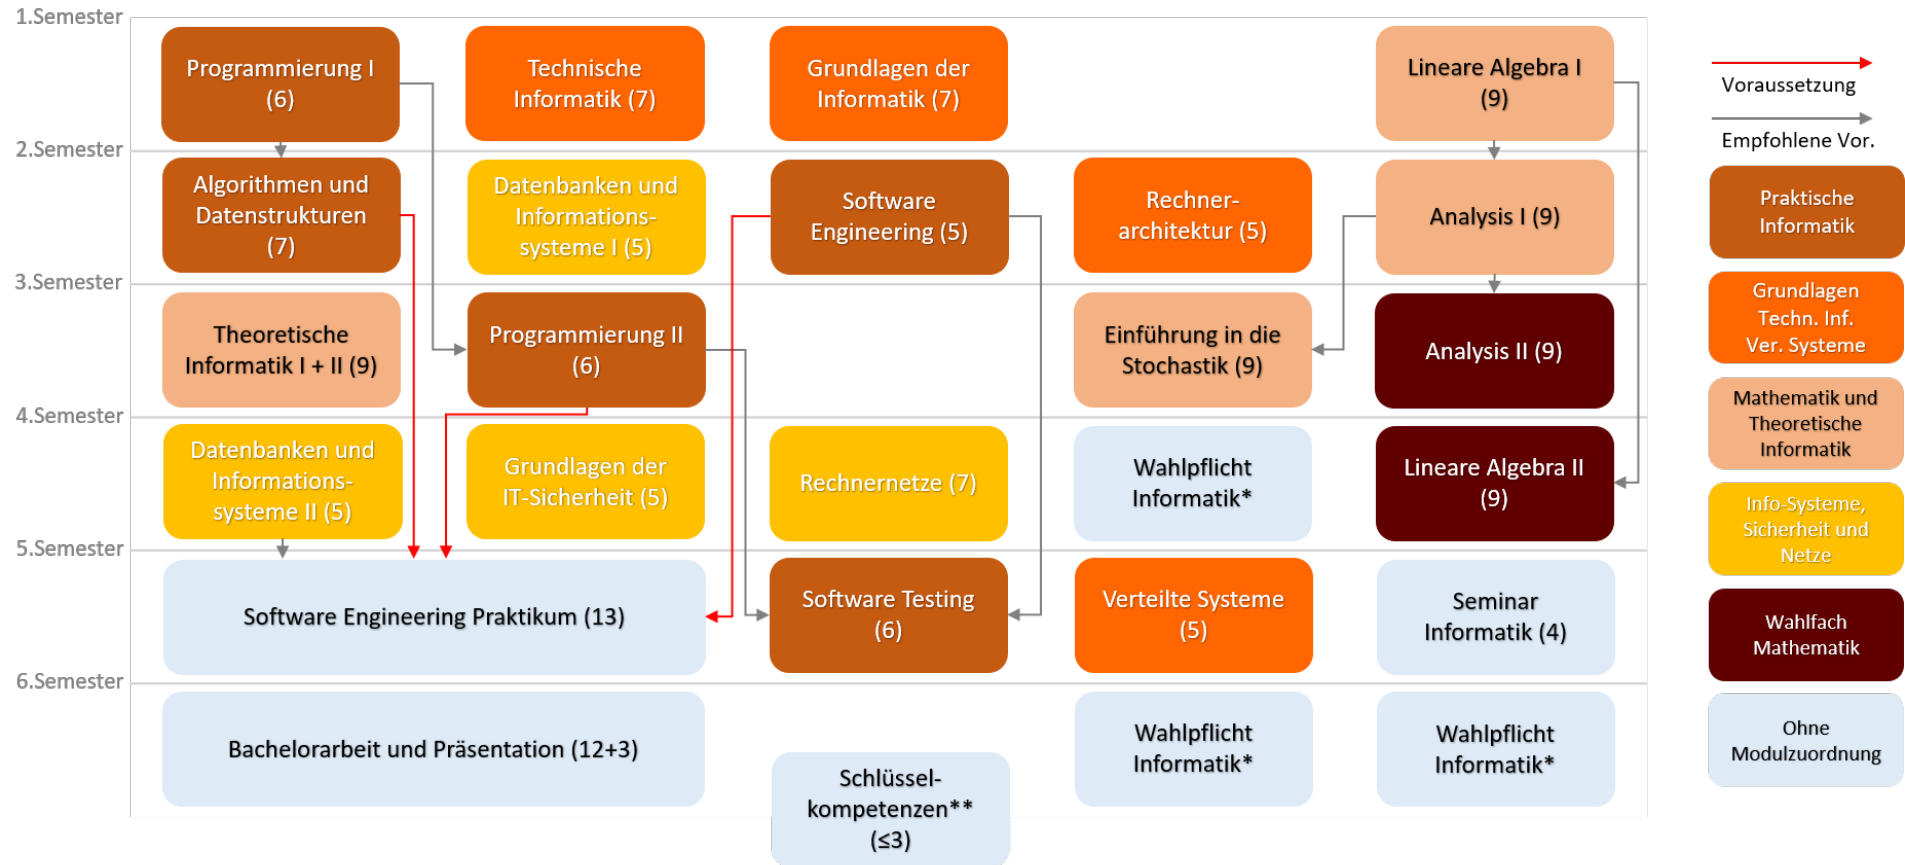 1.Semester
Programmierung I
(6)
Technische
Informatik (7)
Grundlagen der
Informatik (7)
Lineare Algebra I
(9)
2.Semester
Algorithmen und
Datenstrukturen
(7)
Datenbanken und
Informations-
systeme I (5)
Software
Engineering (5)
Rechner-
architektur (5)
Analysis I (9)
3.Semester
Theoretische
Informatik I + II (9)
Programmierung II
(6)
Einführung in die
Stochastik (9)
Analysis II (9)
4.Semester
Datenbanken und
Informations-
systeme II (5)
Grundlagen der
IT-Sicherheit (5)
Rechnernetze (7)
Wahlpflicht
Informatik*
Lineare Algebra II
(9)
5.Semester
Software Engineering Praktikum (13)
Software Testing
(6)
Verteilte Systeme
(5)
Seminar
Informatik (4)
6.Semester
Bachelorarbeit und Präsentation (12+3)
Schlüssel-
kompetenzen**
(≤3)
Wahlpflicht
Informatik*
Wahlpflicht
Informatik*
Voraussetzung
Empfohlene Vor.
Praktische
Informatik
Grundlagen
Techn. Inf.
Ver. Systeme
Mathematik und
Theoretische
Informatik
Info-Systeme,
Sicherheit und
Netze
Wahlfach
Mathematik
Ohne
Modulzuordnung